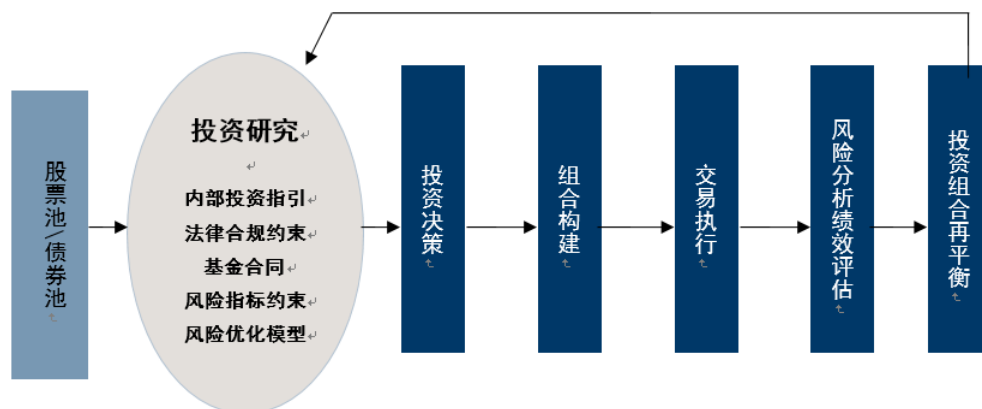 股票池/债券池
投资研究
内部投资指引
法律合规约束
基金合同
风险指标约束
风险优化模型
投资决策
组合构建
交易执行
风险分析绩效评估
投资组合再平衡